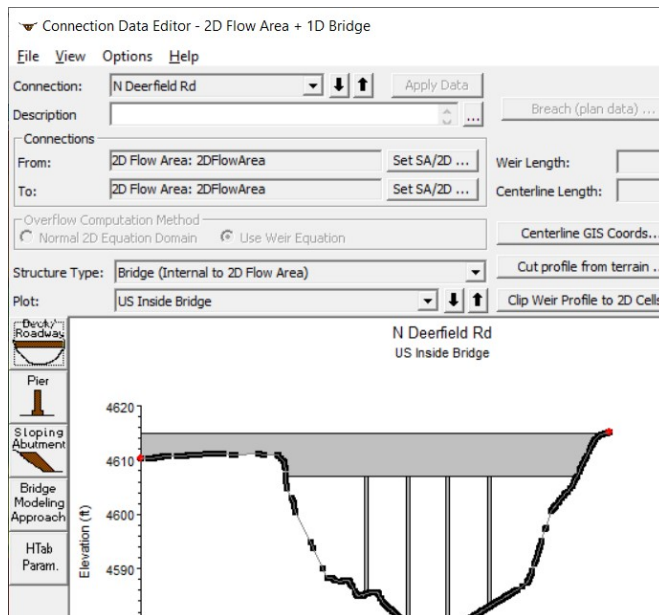 Connection Data Editor - 2D Flow Area + 1D Bridge
File View Options Help
Connection: N Deerfield Rd Apply Data
Description ... Breach (plan data) ...
Connections
From: 2D Flow Area: 2DFlowArea Set SA/2D ... Weir Length:
To: 2D Flow Area: 2DFlowArea Set SA/2D ... Centerline Length:
Overflow Computation Method
Normal 2D Equation Domain Use Weir Equation Centerline GIS Coords...
Structure Type: Bridge (Internal to 2D Flow Area) Cut profile from terrain ...
Plot: US Inside Bridge Clip Weir Profile to 2D Cells
Deck/
Roadway
N Deerfield Rd
US Inside Bridge
Pier
Sloping
Abutment
Bridge
Modeling
Approach
HTab
Param.
Elevation (ft)
4620
4610
4600
4590